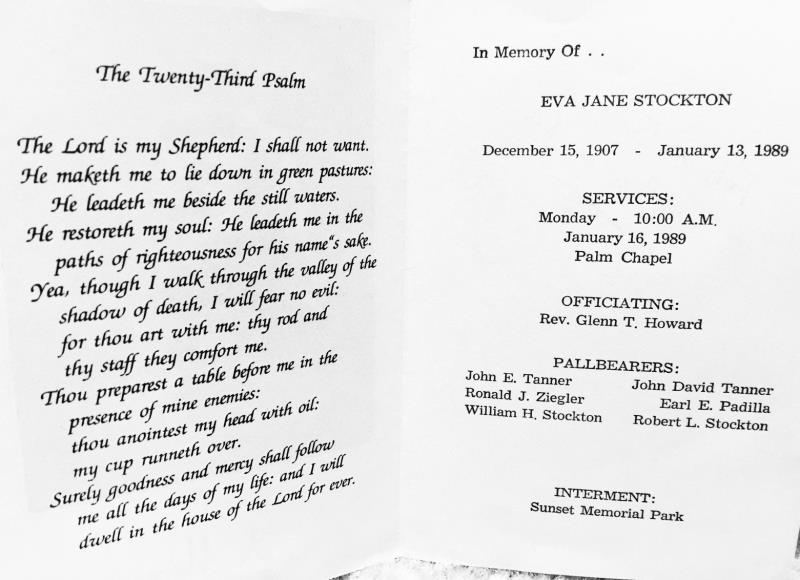 The Twenty-Third Psalm
The Lord is my Shepherd: I shall not want.
He maketh me to lie down in green pastures:
He leadeth me beside the still waters.
He restoreth my soul: He leadeth me in the
paths of righteousness for his name"s sake.
Yea, though I walk through the valley of the
shadow of death, I will fear no evil:
for thou art with me: thy rod and
thy staff they comfort me.
Thou preparest a table before me in the
presence of mine enemies:
thou anointest my head with oil:
my cup runneth over.
Surely goodness and mercy shall follow
me all the days of my life: and I will
dwell in the house of the Lord for ever.
In Memory Of . .
EVA JANE STOCKTON
December 15, 1907 - January 13, 1989
SERVICES:
Monday - 10:00 A.M.
January 16, 1989
Palm Chapel
OFFICIATING:
Rev. Glenn T. Howard
PALLBEARERS:
John E. Tanner John David Tanner
Ronald J. Ziegler Earl E. Padilla
William H. Stockton Robert L. Stockton
INTERMENT:
Sunset Memorial Park